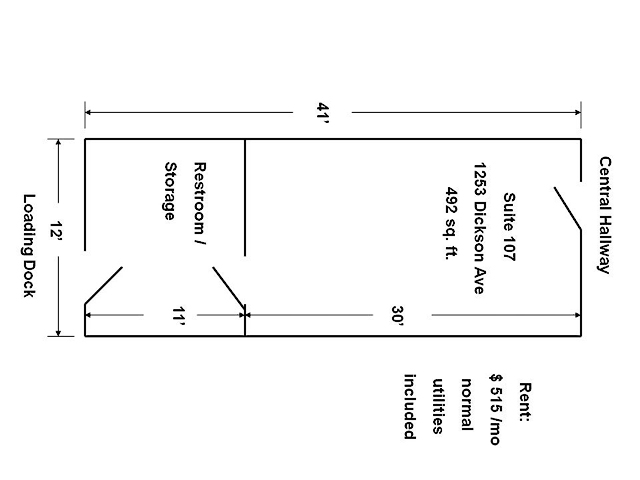 Central Hallway
Suite 107
1253 Dickson Ave
492 sq. ft.
41'
30'
Restroom /
Storage
11'
12'
Loading Dock
Rent:
$ 515 /mo
normal
utilities
included